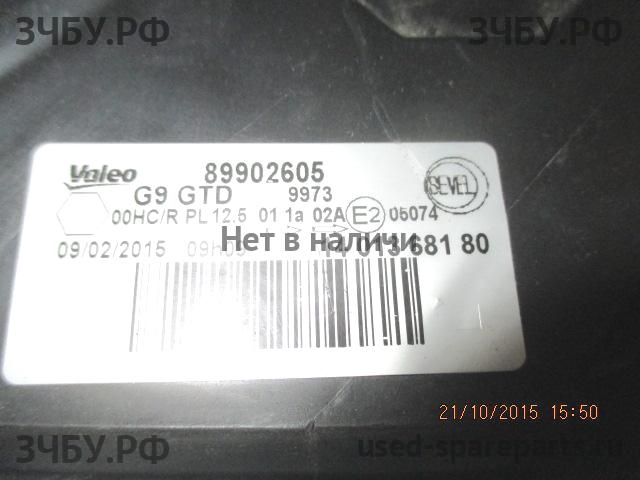 ЗЧБУ.РФ
ЗЧБУ.РФ
Valeo 89902605
G9 GTD 9973
SEVEL
00HC/R PL 12.5 01 1a 02A E2 05074
Нет в наличии
09/02/2015 681 80
21/10/2015 15:50
ЗЧБУ.РФ
used-spareparts.ru